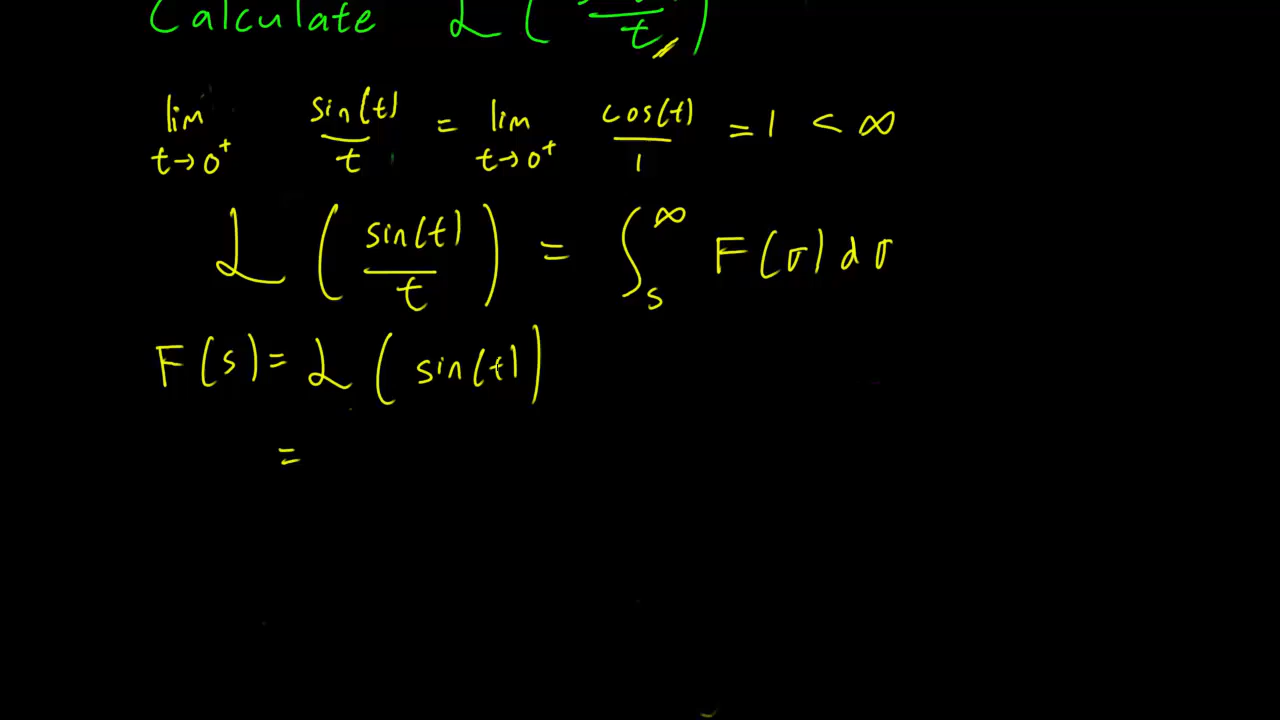 Calculate ℒ( /t)
lim t→0⁺ sin(t)/t = lim t→0⁺ cos(t)/1 = 1 < ∞
ℒ(sin(t)/t) = ∫ₛ^∞ F(σ)dσ
F(s) = ℒ(sin(t))
=